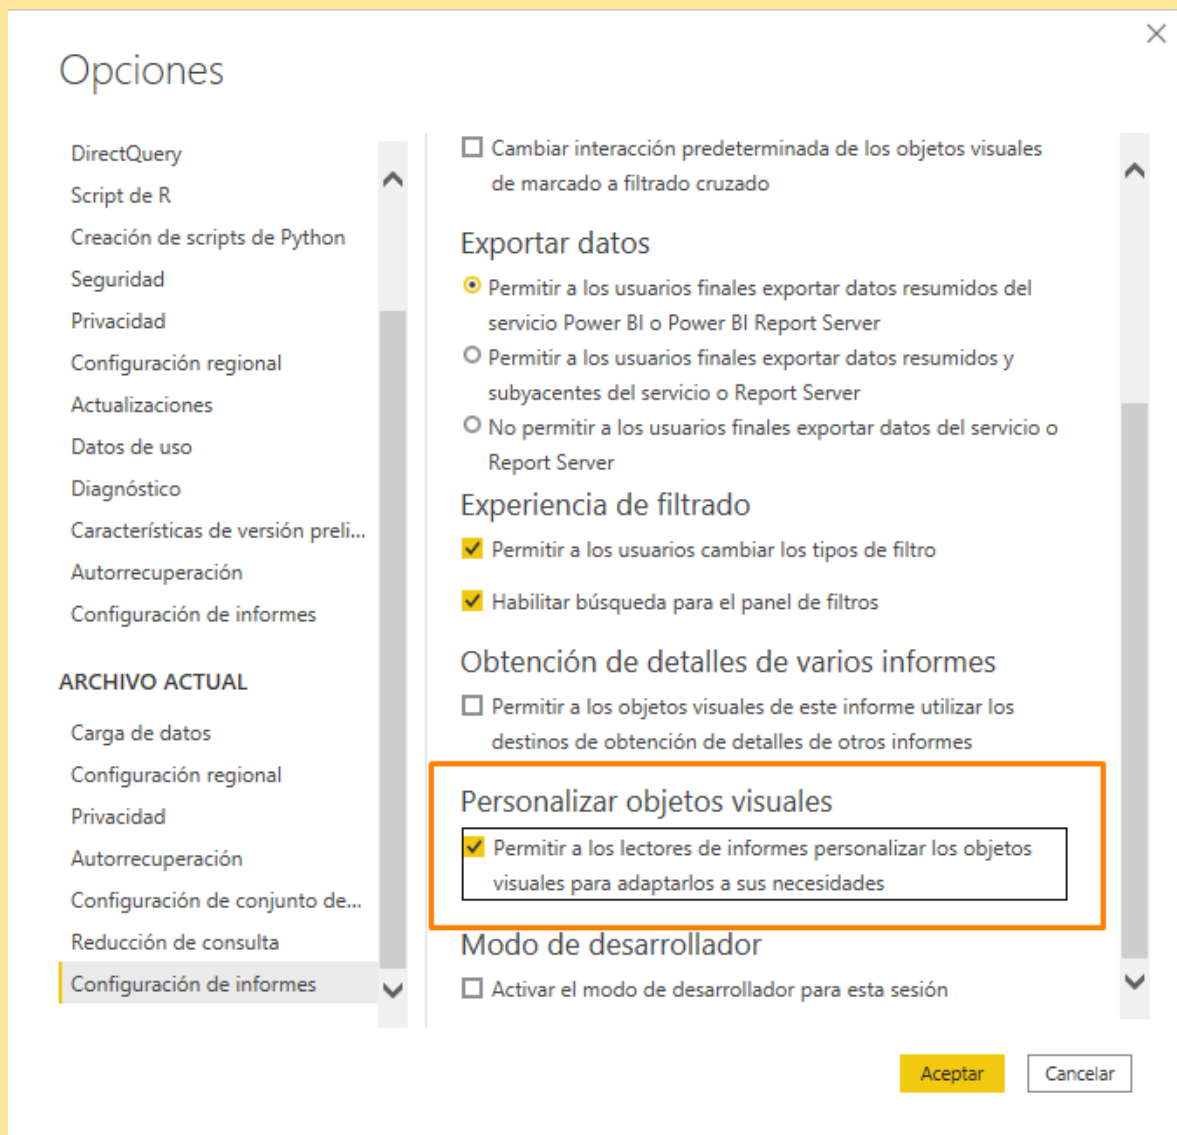 Opciones
DirectQuery
Script de R
Creación de scripts de Python
Seguridad
Privacidad
Configuración regional
Actualizaciones
Datos de uso
Diagnóstico
Características de versión preli...
Autorrecuperación
Configuración de informes
ARCHIVO ACTUAL
Carga de datos
Configuración regional
Privacidad
Autorrecuperación
Configuración de conjunto de...
Reducción de consulta
Configuración de informes
Cambiar interacción predeterminada de los objetos visuales
de marcado a filtrado cruzado
Exportar datos
Permitir a los usuarios finales exportar datos resumidos del
servicio Power BI o Power BI Report Server
Permitir a los usuarios finales exportar datos resumidos y
subyacentes del servicio o Report Server
No permitir a los usuarios finales exportar datos del servicio o
Report Server
Experiencia de filtrado
Permitir a los usuarios cambiar los tipos de filtro
Habilitar búsqueda para el panel de filtros
Obtención de detalles de varios informes
Permitir a los objetos visuales de este informe utilizar los
destinos de obtención de detalles de otros informes
Personalizar objetos visuales
Permitir a los lectores de informes personalizar los objetos
visuales para adaptarlos a sus necesidades
Modo de desarrollador
Activar el modo de desarrollador para esta sesión
Aceptar
Cancelar